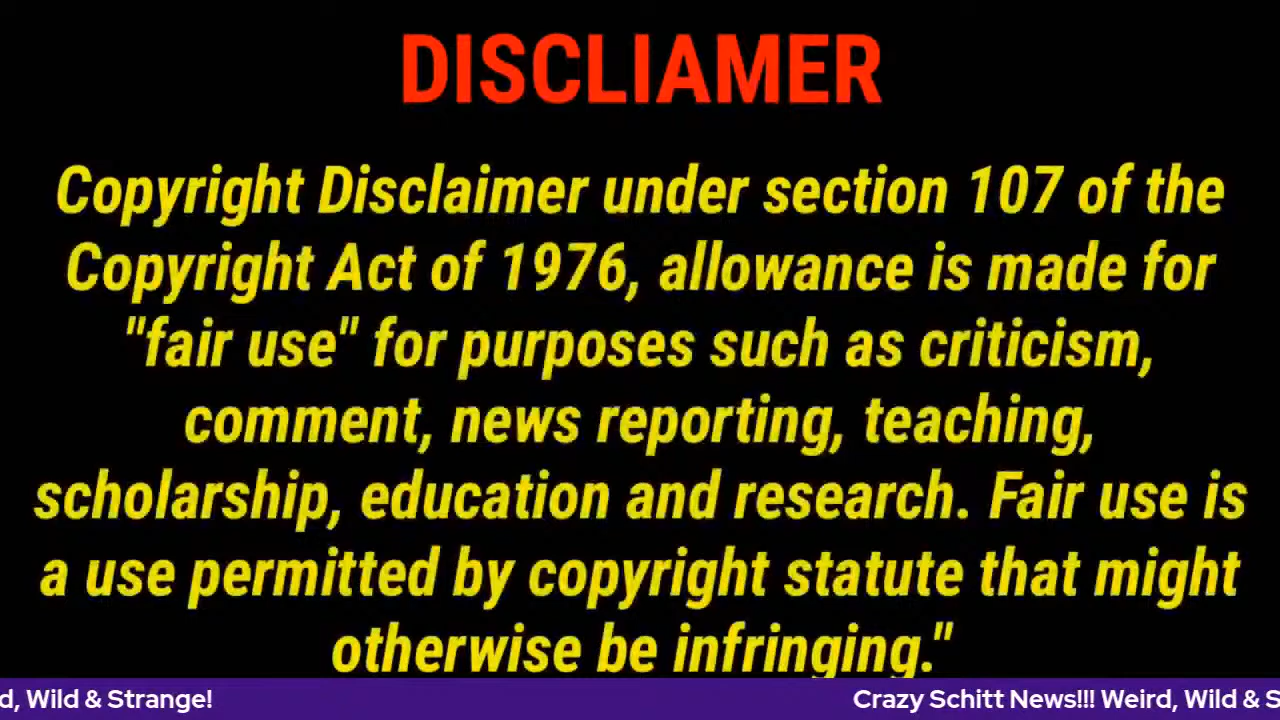 DISCLIAMER
Copyright Disclaimer under section 107 of the
Copyright Act of 1976, allowance is made for
"fair use" for purposes such as criticism,
comment, news reporting, teaching,
scholarship, education and research. Fair use is
a use permitted by copyright statute that might
otherwise be infringing."
d, Wild & Strange! Crazy Schitt News!!! Weird, Wild & S